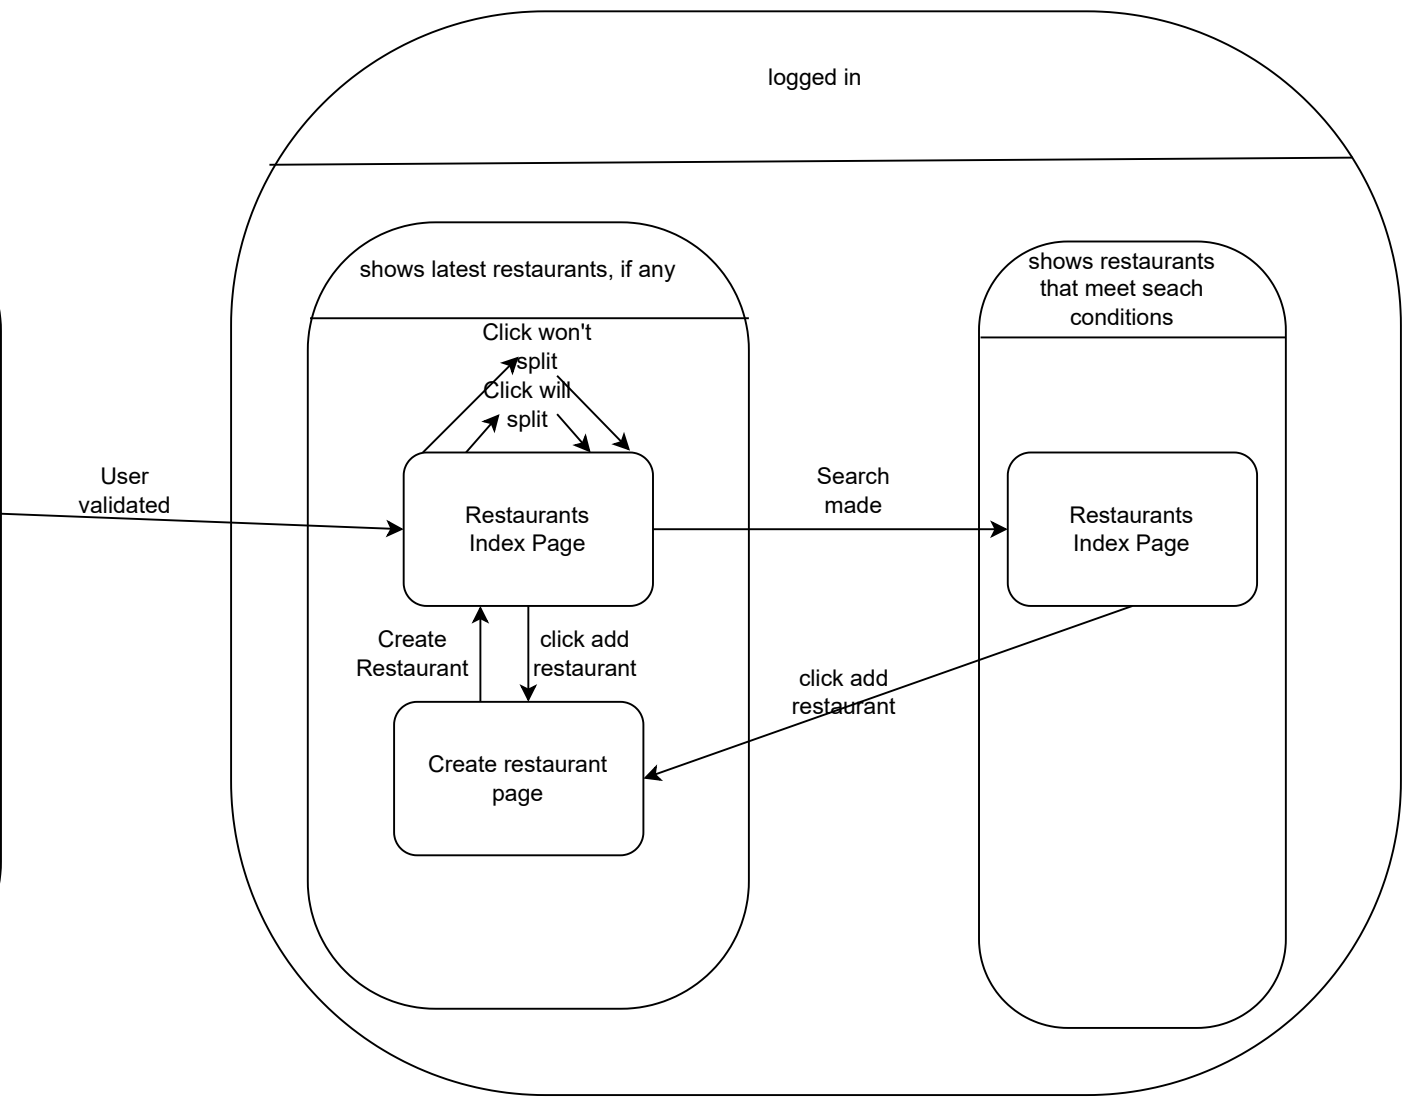 logged in
shows latest restaurants, if any
shows restaurants
that meet seach
conditions
Click won't
split
Click will
split
User
validated
Restaurants
Index Page
Search
made
Restaurants
Index Page
Create
Restaurant
click add
restaurant
click add
restaurant
Create restaurant
page